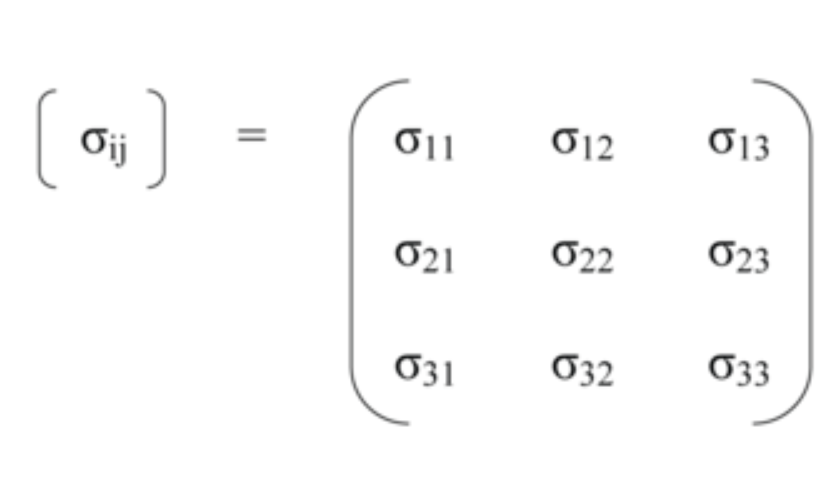 ( σij ) = ( σ11 σ12 σ13
σ21 σ22 σ23
σ31 σ32 σ33 )